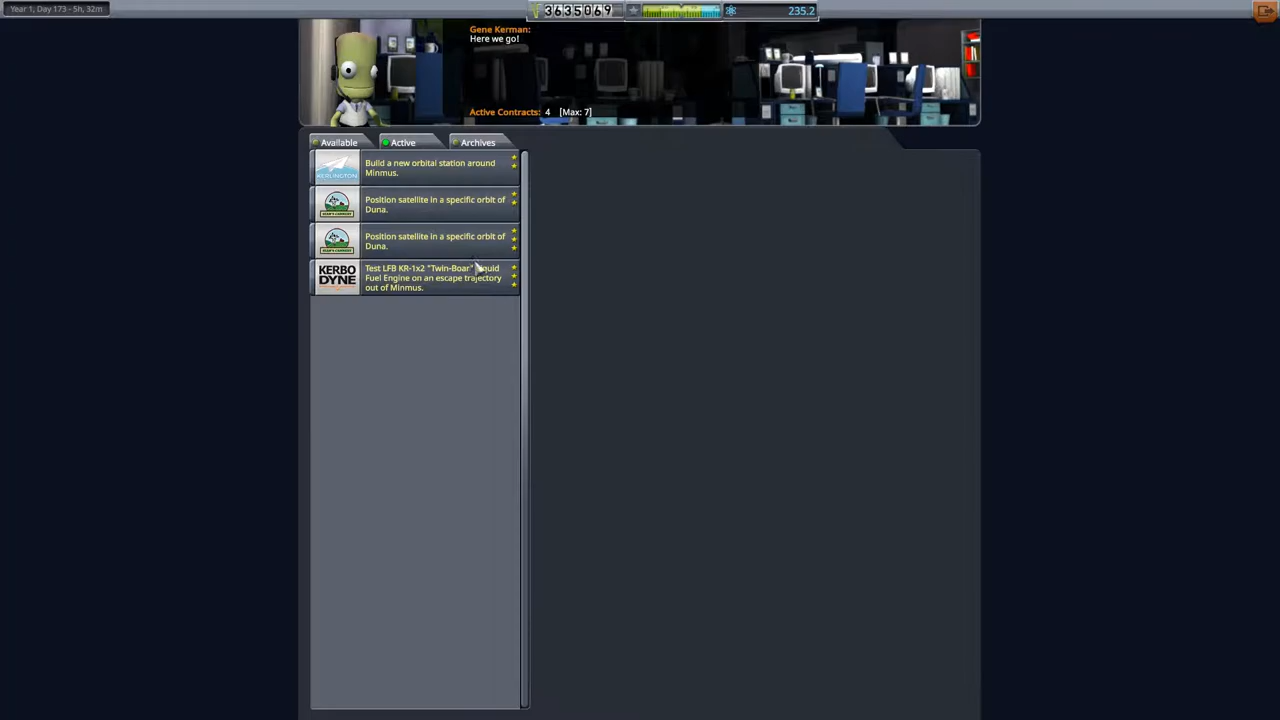 Year 1, Day 173 - 5h, 32m
3635069
235.2
Gene Kerman:
Here we go!
Active Contracts: 4 [Max: 7]
Available
Active
Archives
KERLINGTON
Build a new orbital station around
Minmus.
Position satellite in a specific orbit of
Duna.
Position satellite in a specific orbit of
Duna.
KERBO
DYNE
Test LFB KR-1x2 "Twin-Boar" Liquid
Fuel Engine on an escape trajectory
out of Minmus.